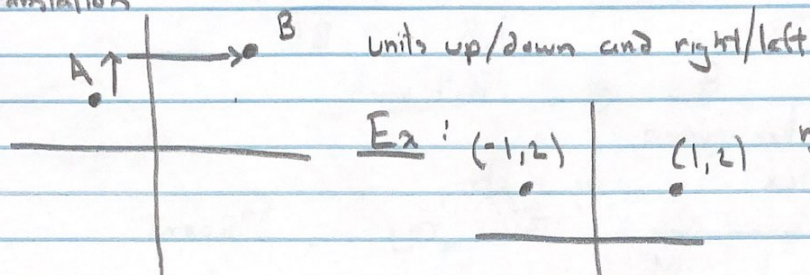 B
units up/down and right/left
A
Ex : (-1,2) (1,2)